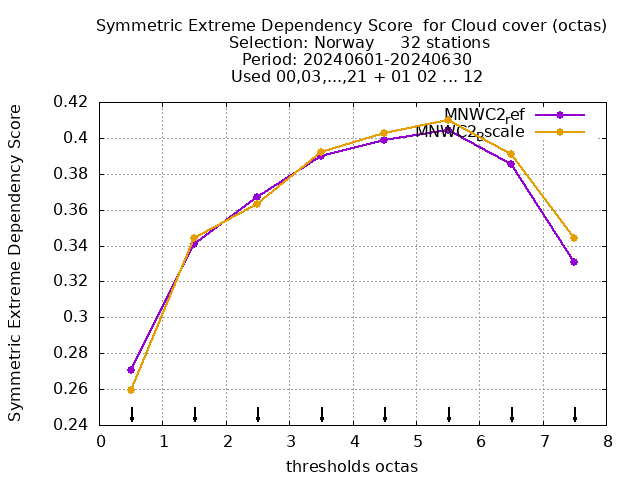 Symmetric Extreme Dependency Score for Cloud cover (octas)
Selection: Norway 32 stations
Period: 20240601-20240630
Used 00,03,...,21 + 01 02 ... 12
Symmetric Extreme Dependency Score
0.42
0.4
0.38
0.36
0.34
0.32
0.3
0.28
0.26
0.24
MNWC2ref
MNWC2pscale
0 1 2 3 4 5 6 7 8
thresholds octas